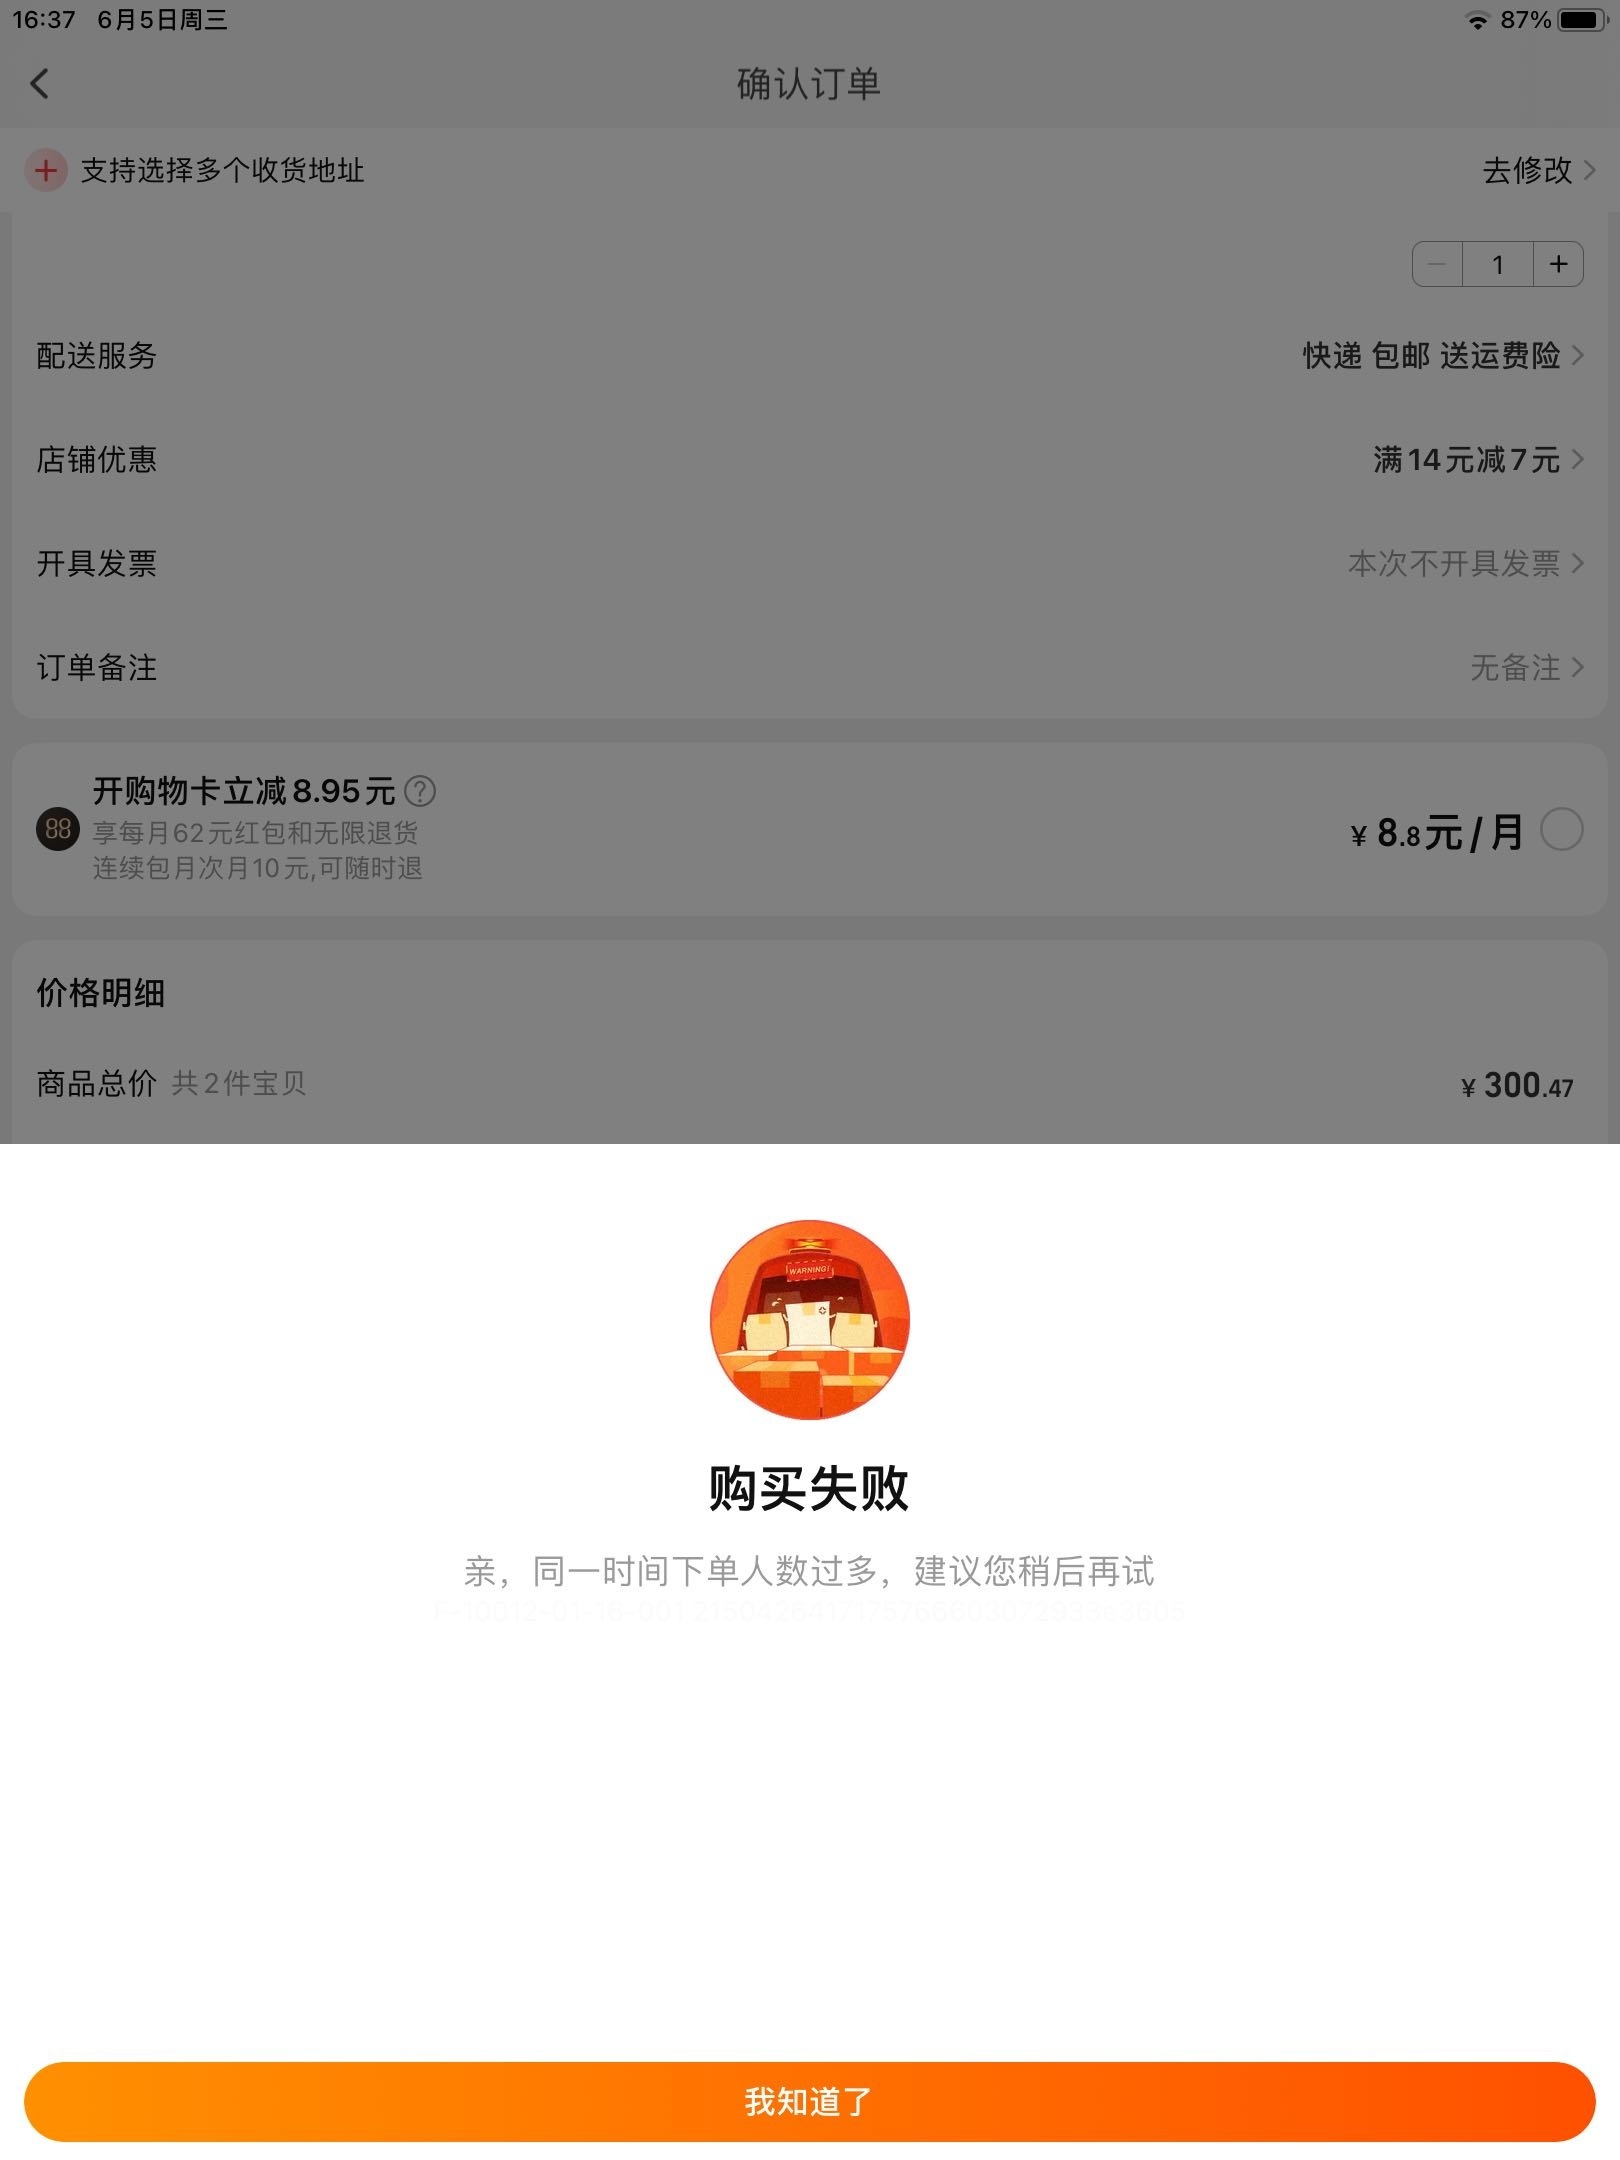 16:37 6月5日周三
87%
确认订单
支持选择多个收货地址 去修改
1 +
配送服务 快递 包邮 送运费险
店铺优惠 满14元减7元
开具发票 本次不开具发票
订单备注 无备注
开购物卡立减8.95元 ?
88 享每月62元红包和无限退货 ¥ 8.8元/月
连续包月次月10元,可随时退
价格明细
商品总价 共2件宝贝 ¥ 300.47
WARNING!
购买失败
亲，同一时间下单人数过多，建议您稍后再试
我知道了